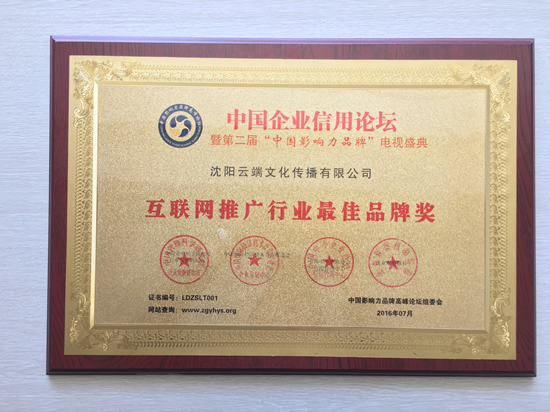 中国企业信用论坛
暨第二届“中国影响力品牌”电视盛典
沈阳云端文化传播有限公司
互联网推广行业最佳品牌奖
证书编号：LDZSLT001
网站查询：www.zgyhys.org
中国影响力品牌高峰论坛组委会
2016年07月